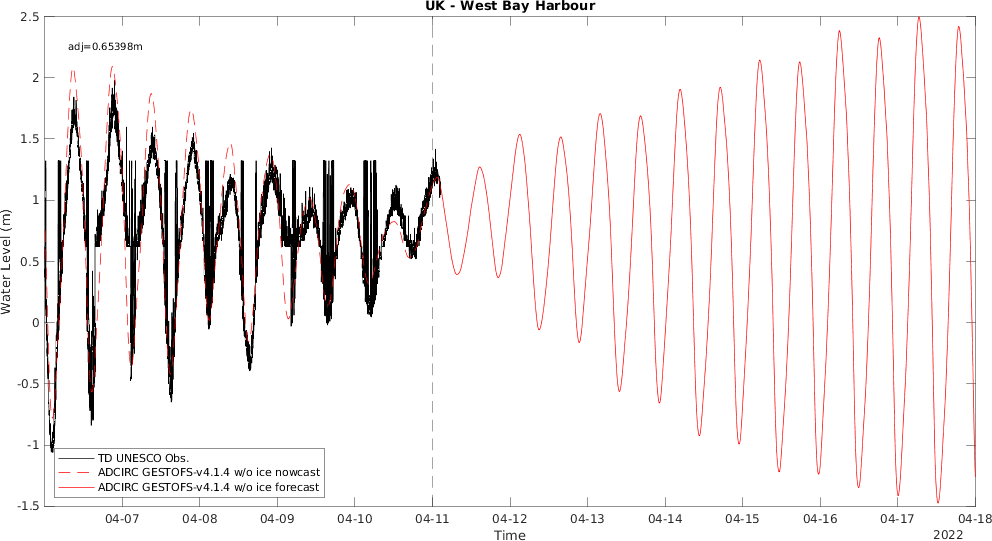 UK - West Bay Harbour
adj=0.65398m
2.5
2
1.5
1
0.5
0
-0.5
-1
-1.5
Water Level (m)
TD UNESCO Obs.
ADCIRC GESTOFS-v4.1.4 w/o ice nowcast
ADCIRC GESTOFS-v4.1.4 w/o ice forecast
04-07 04-08 04-09 04-10 04-11 04-12 04-13 04-14 04-15 04-16 04-17 04-18
Time
2022